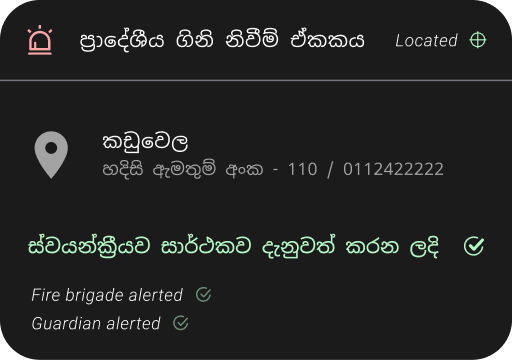 ප්‍රාදේශීය ගිනි නිවීම් ඒකකය Located
කඩුවෙල
හදිසි ඇමතුම් අංක - 110 / 0112422222
ස්වයන්ක්‍රීයව සාර්ථකව දැනුවත් කරන ලදි
Fire brigade alerted
Guardian alerted